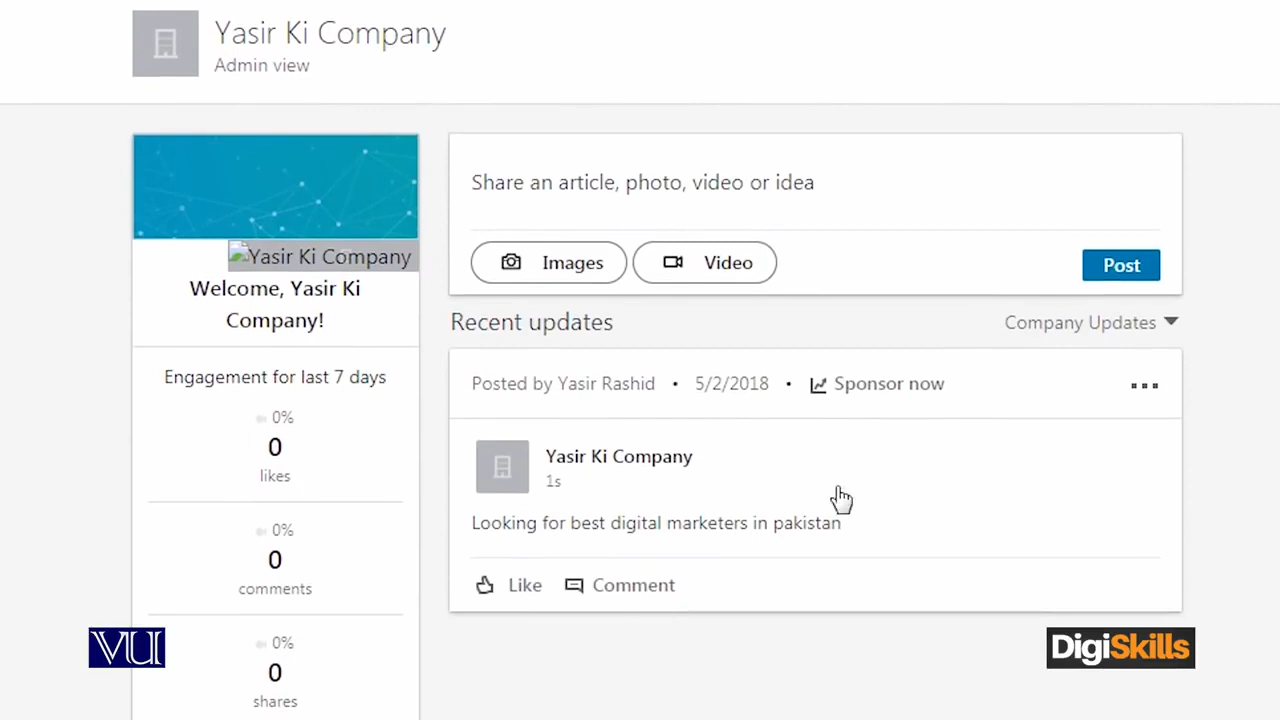 Yasir Ki Company
Admin view
Yasir Ki Company
Welcome, Yasir Ki
Company!
Engagement for last 7 days
0%
0
likes
0%
0
comments
0%
0
shares
Share an article, photo, video or idea
Images
Video
Post
Recent updates
Company Updates
Posted by Yasir Rashid • 5/2/2018 • Sponsor now
Yasir Ki Company
1s
Looking for best digital marketers in pakistan
Like
Comment
VU
DigiSkills